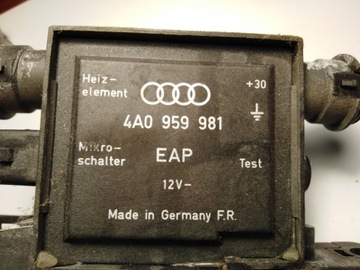 Heiz-
element
+30
4A0 959 981
Mikro-
schalter
EAP
Test
12V-
Made in Germany F.R.